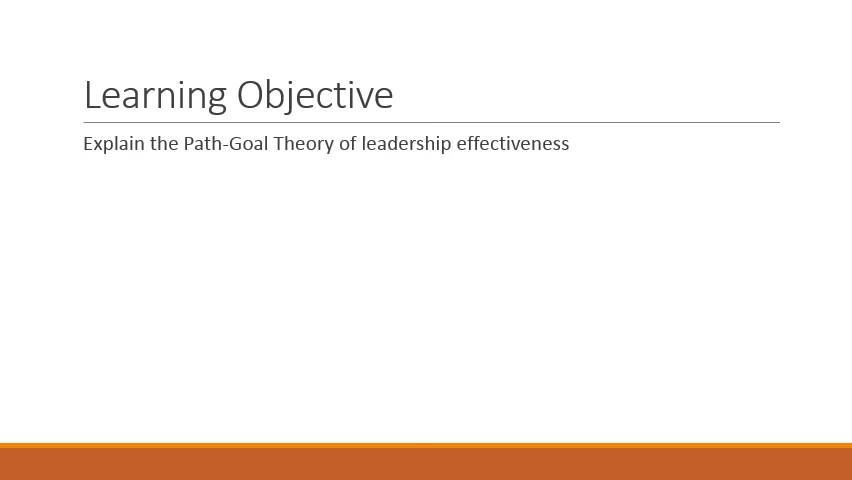 Learning Objective
Explain the Path-Goal Theory of leadership effectiveness